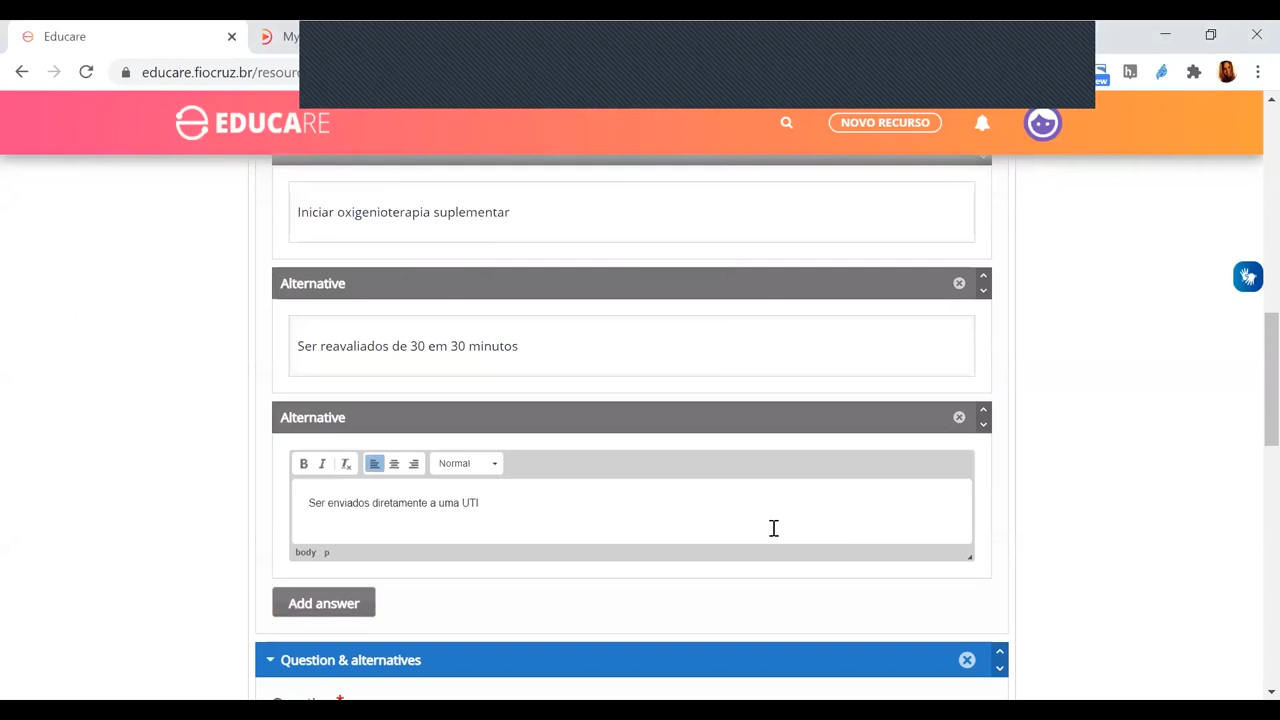 Educare
My
educare.fiocruz.br/resour
EDUCARE
NOVO RECURSO
Iniciar oxigenioterapia suplementar
Alternative
Ser reavaliados de 30 em 30 minutos
Alternative
B I Tx Normal
Ser enviados diretamente a uma UTI
body p
Add answer
Question & alternatives